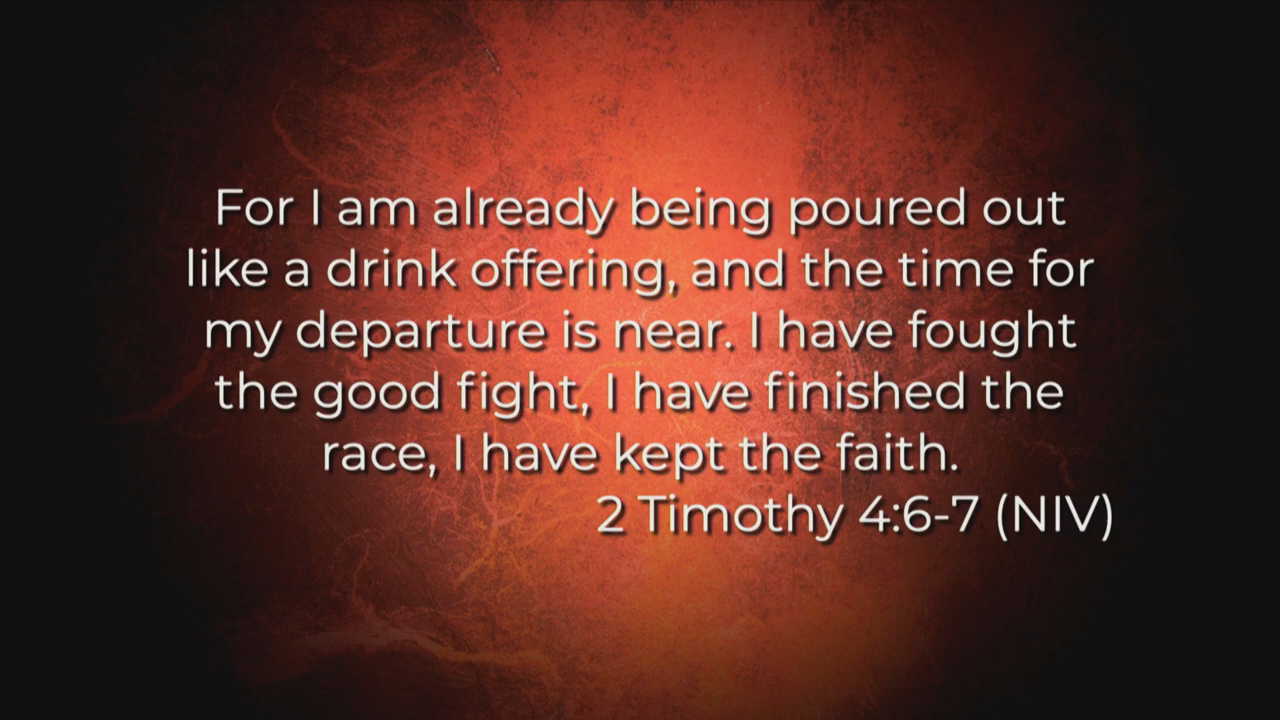 For I am already being poured out
like a drink offering, and the time for
my departure is near. I have fought
the good fight, I have finished the
race, I have kept the faith.
2 Timothy 4:6-7 (NIV)